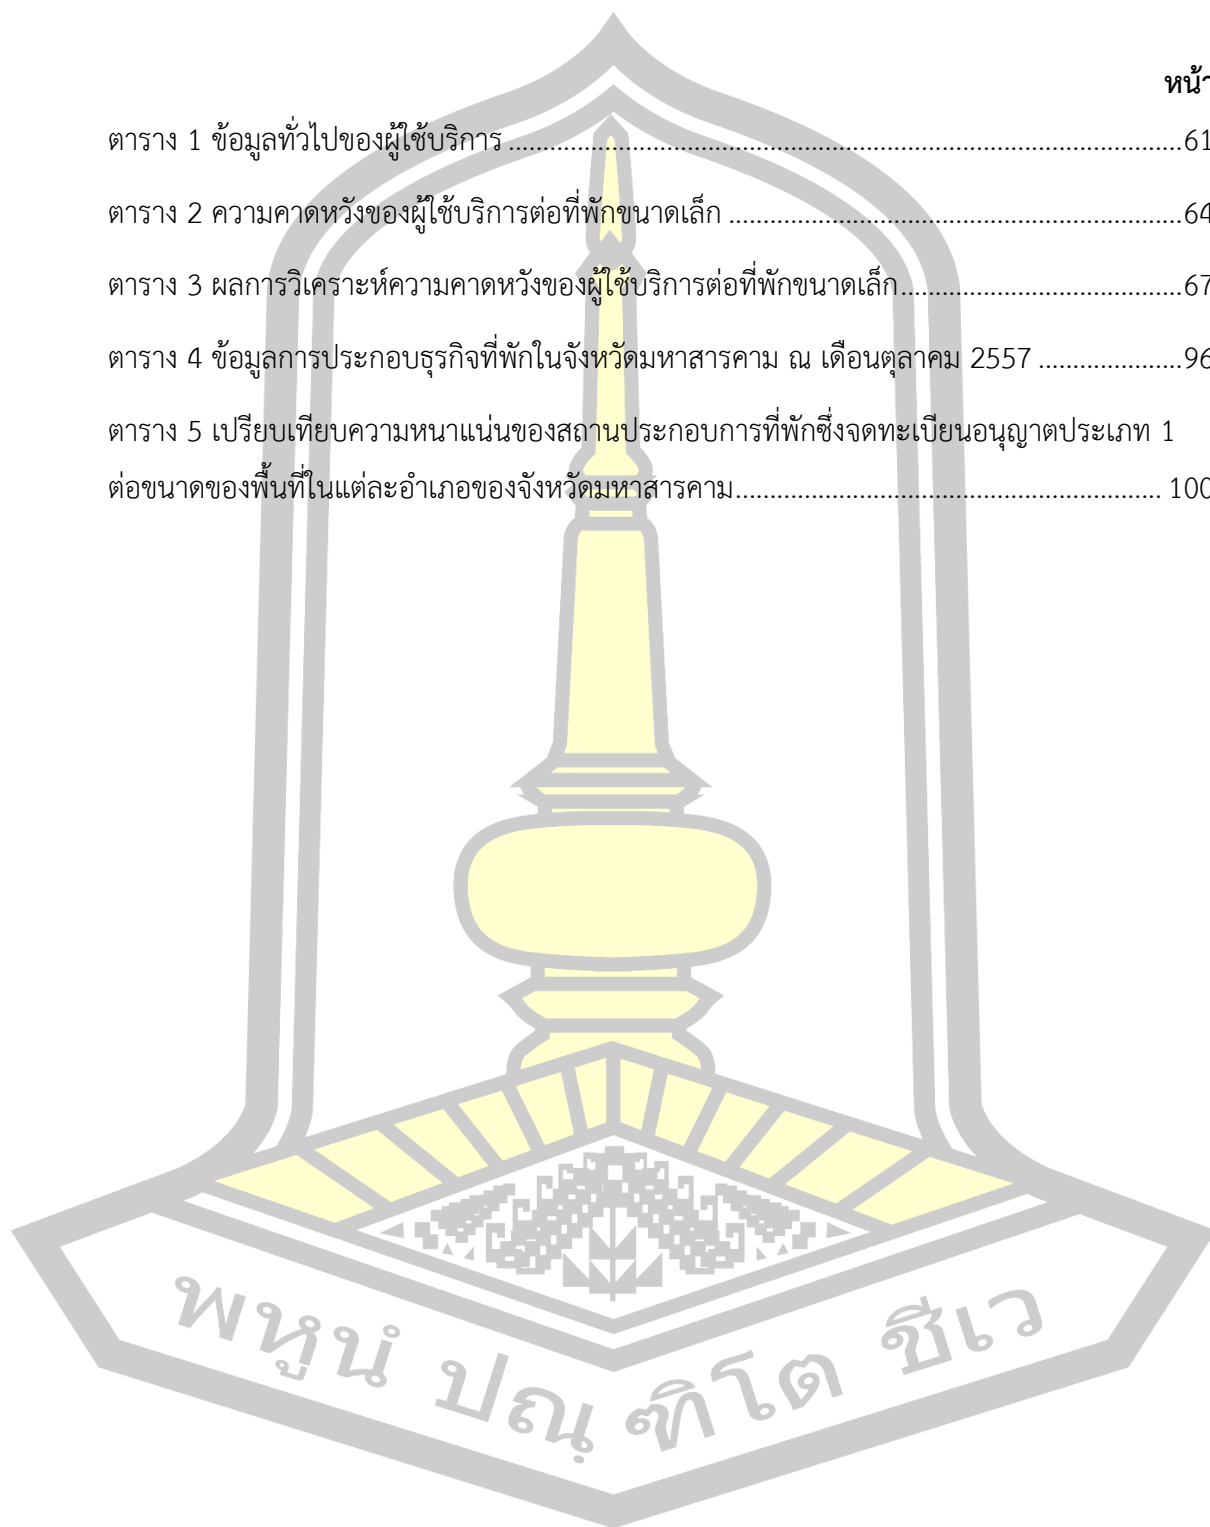 หน้า
ตาราง 1 ข้อมูลทั่วไปของผู้ใช้บริการ ........................................................................................61
ตาราง 2 ความคาดหวังของผู้ใช้บริการต่อที่พักขนาดเล็ก ...........................................................64
ตาราง 3 ผลการวิเคราะห์ความคาดหวังของผู้ใช้บริการต่อที่พักขนาดเล็ก........................................67
ตาราง 4 ข้อมูลการประกอบธุรกิจที่พักในจังหวัดมหาสารคาม ณ เดือนตุลาคม 2557 ...................96
ตาราง 5 เปรียบเทียบความหนาแน่นของสถานประกอบการที่พักซึ่งจดทะเบียนอนุญาตประเภท 1
ต่อขนาดของพื้นที่ในแต่ละอำเภอของจังหวัดมหาสารคาม........................................................ 100
พหูนํ ปณฺ ฑิโต ชีเว